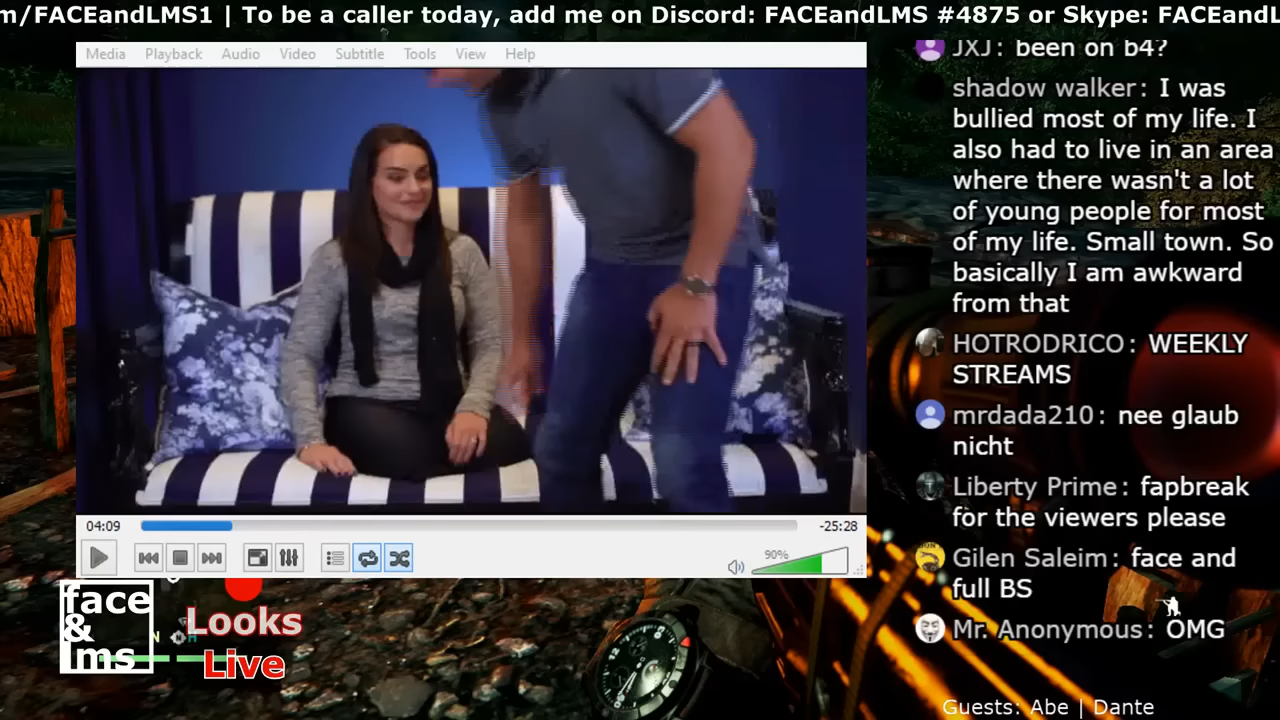 m/FACEandLMS1 | To be a caller today, add me on Discord: FACEandLMS #4875 or Skype: FACEandL
Media Playback Audio Video Subtitle Tools View Help
JXJ: been on b4?
shadow walker: I was
bullied most of my life. I
also had to live in an area
where there wasn't a lot
of young people for most
of my life. Small town. So
basically I am awkward
from that
HOTRODRICO: WEEKLY
STREAMS
mrdada210: nee glaub
nicht
Liberty Prime: fapbreak
for the viewers please
Gilen Saleim: face and
full BS
Mr. Anonymous: OMG
04:09 -25:28
90%
face
&
lms
Looks
Live
Guests: Abe | Dante